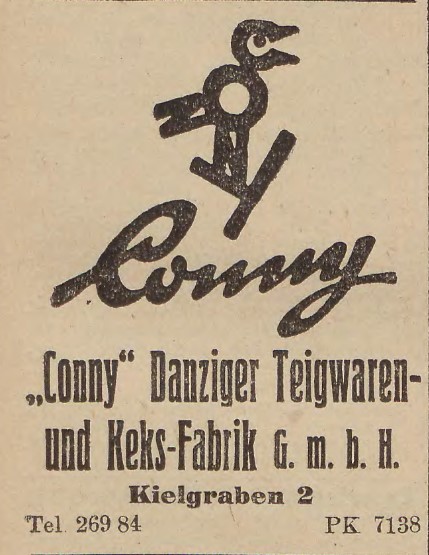 Conny
„Conny“ Danziger Teigwaren-
und Keks-Fabrik G. m. b. H.
Kielgraben 2
Tel. 269 84 PK 7138